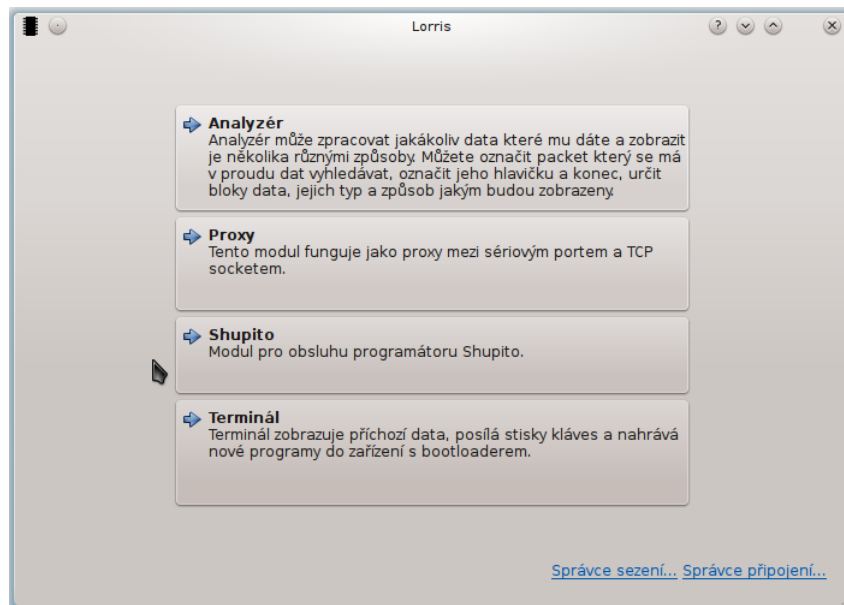 Lorris
Analyzér
Analyzér může zpracovat jakákoliv data které mu dáte a zobrazit
je několika různými způsoby. Můžete označit packet který se má
v proudu dat vyhledávat, označit jeho hlavičku a konec, určit
bloky data, jejich typ a způsob jakým budou zobrazeny.
Proxy
Tento modul funguje jako proxy mezi sériovým portem a TCP
socketem.
Shupito
Modul pro obsluhu programátoru Shupito.
Terminál
Terminál zobrazuje příchozí data, posílá stisky kláves a nahrává
nové programy do zařízení s bootloaderem.
Správce sezení... Správce připojení...